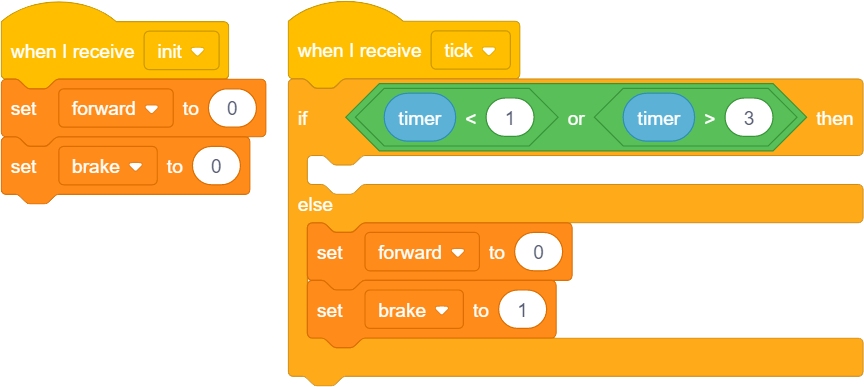 when I receive init
set forward to 0
set brake to 0
when I receive tick
if timer < 1 or timer > 3 then
else
set forward to 0
set brake to 1